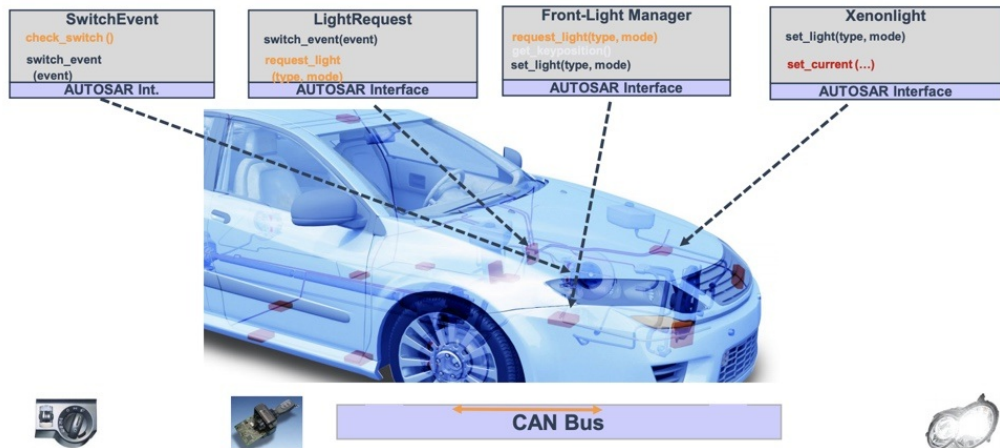 SwitchEvent
check_switch ()
switch_event
(event)
AUTOSAR Int.
LightRequest
switch_event(event)
request_light
(type, mode)
AUTOSAR Interface
Front-Light Manager
request_light(type, mode)
get_keyposition()
set_light(type, mode)
AUTOSAR Interface
Xenonlight
set_light(type, mode)
set_current (...)
AUTOSAR Interface
CAN Bus